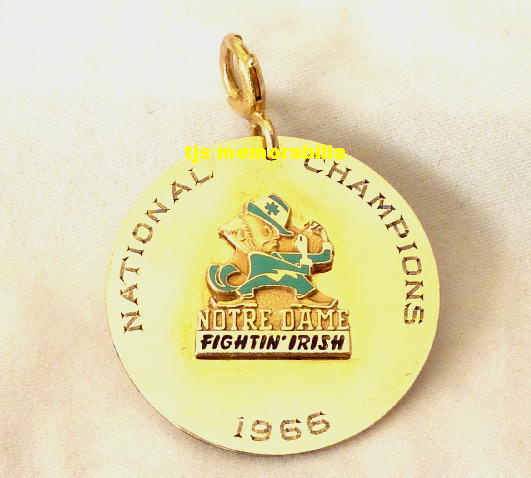 tjs memorabilia
NATIONAL CHAMPIONS
NOTRE DAME
FIGHTIN' IRISH
1966